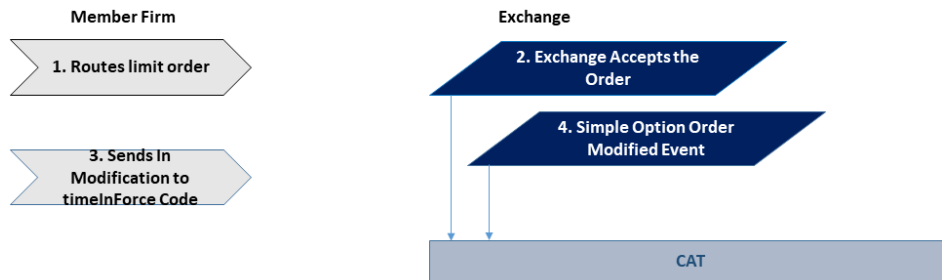 Member Firm
Exchange
1. Routes limit order
2. Exchange Accepts the
Order
3. Sends In
Modification to
timeInForce Code
4. Simple Option Order
Modified Event
CAT